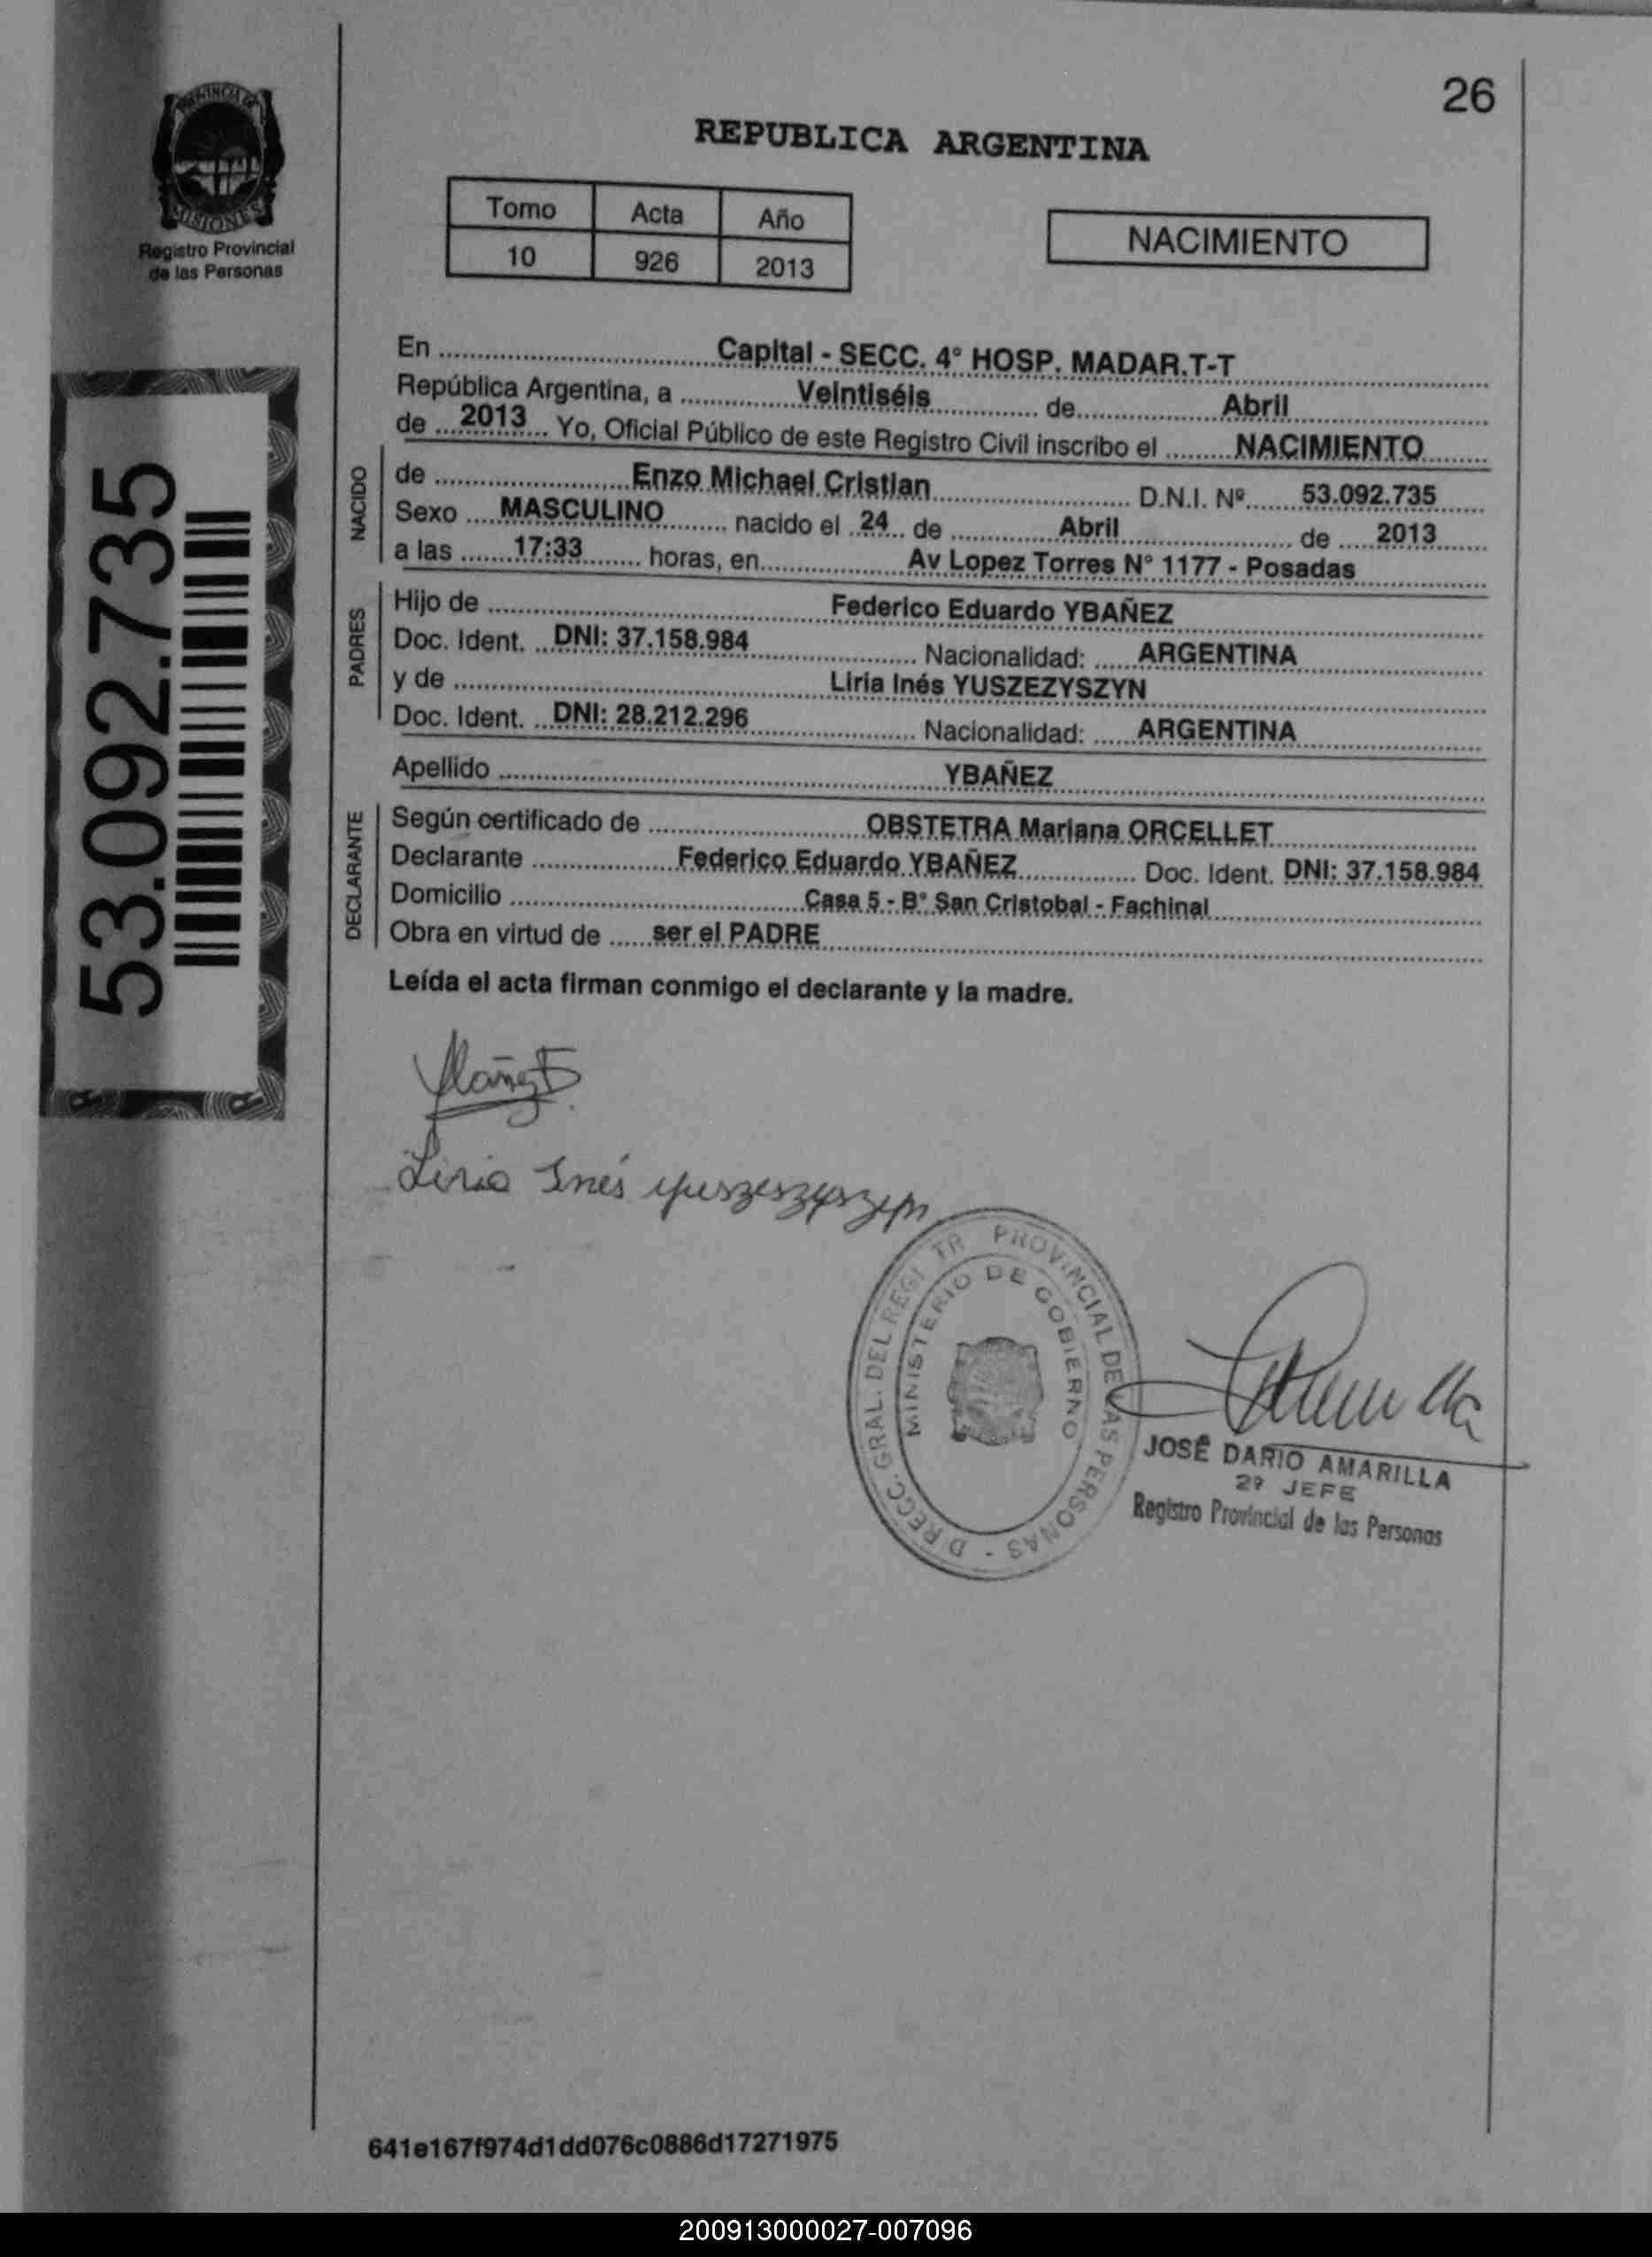 26
PROVINCIA DE
MISIONES
Registro Provincial
de las Personas
REPUBLICA ARGENTINA
Tomo Acta Año
10 926 2013
NACIMIENTO
53.092.735
En Capital - SECC. 4° HOSP. MADAR.T-T
República Argentina, a Veintiséis de Abril
de 2013 Yo, Oficial Público de este Registro Civil inscribo el NACIMIENTO
NACIDO
de Enzo Michael Cristian D.N.I. Nº 53.092.735
Sexo MASCULINO nacido el 24 de Abril de 2013
a las 17:33 horas, en Av Lopez Torres N° 1177 - Posadas
PADRES
Hijo de Federico Eduardo YBAÑEZ
Doc. Ident. DNI: 37.158.984 Nacionalidad: ARGENTINA
y de Liria Inés YUSZEZYSZYN
Doc. Ident. DNI: 28.212.296 Nacionalidad: ARGENTINA
Apellido YBAÑEZ
DECLARANTE
Según certificado de OBSTETRA Mariana ORCELLET
Declarante Federico Eduardo YBAÑEZ Doc. Ident. DNI: 37.158.984
Domicilio Casa 5 - B° San Cristobal - Fachinal
Obra en virtud de ser el PADRE
Leída el acta firman conmigo el declarante y la madre.
Liria Inés yuszeszyszyn
GRAL. DEL PROVINCIAL DE LAS PERSONAS -
MINISTERIO DE GOBIERNO
JOSÉ DARIO AMARILLA
2º JEFE
Registro Provincial de las Personas
641e167f974d1dd076c0886d17271975
200913000027-007096